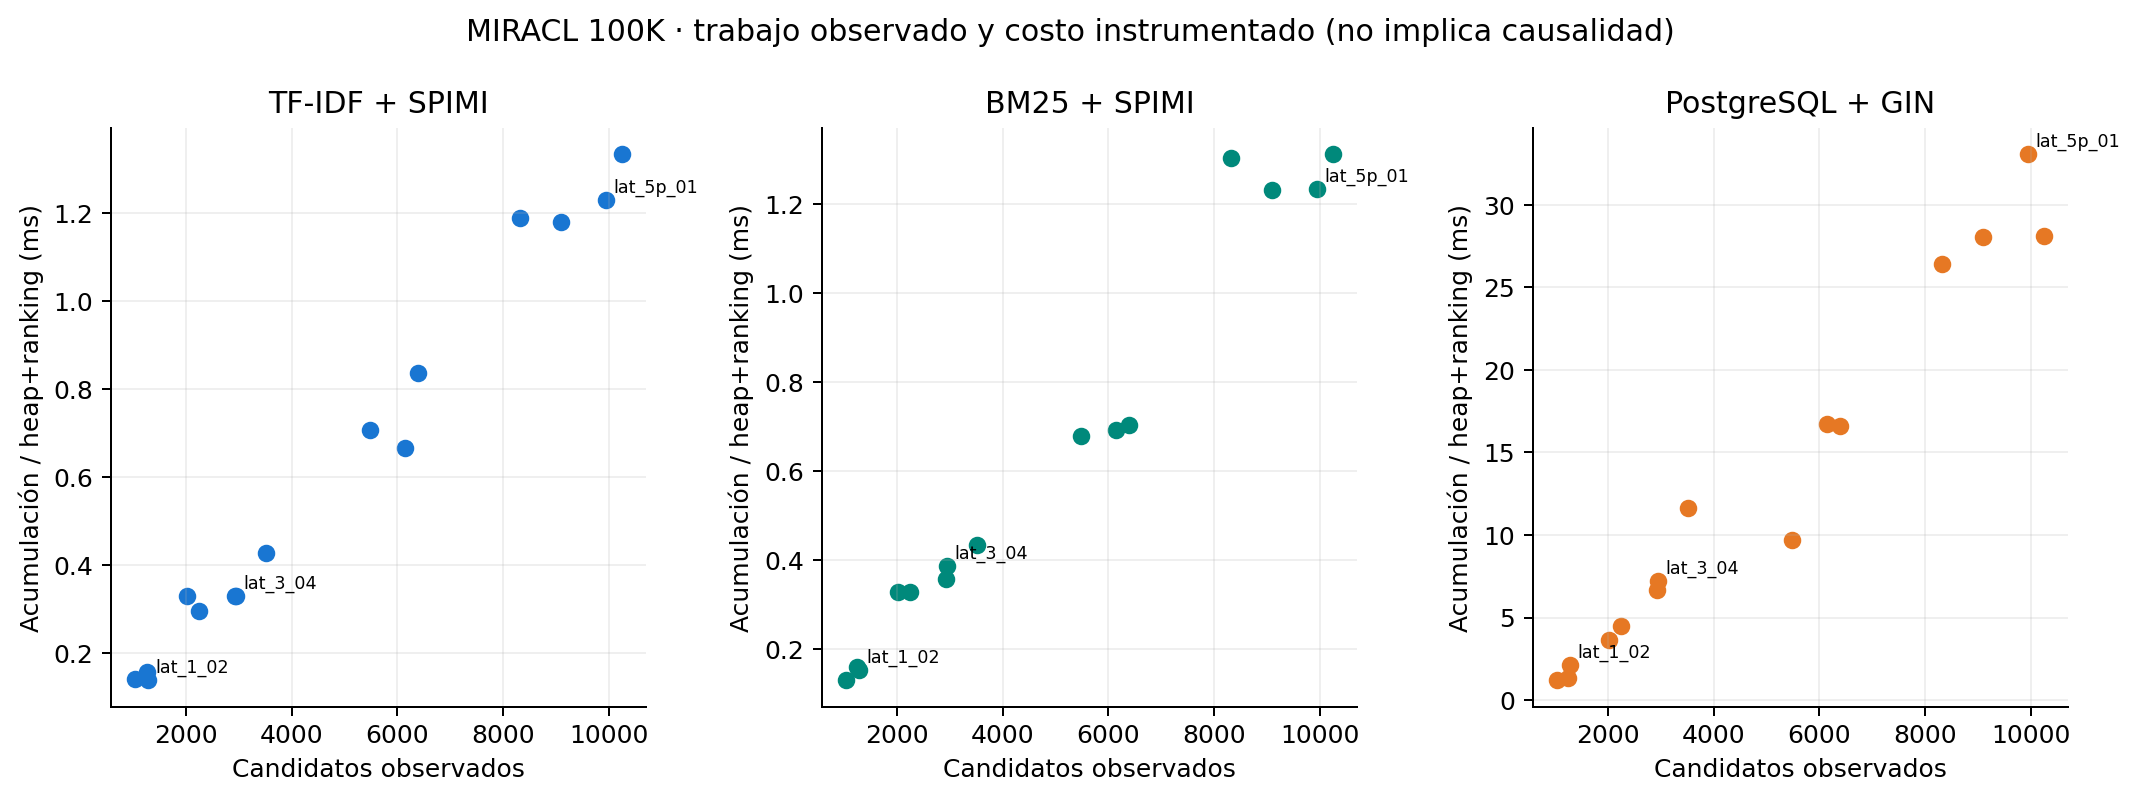 MIRACL 100K · trabajo observado y costo instrumentado (no implica causalidad)
TF-IDF + SPIMI
Acumulación / heap+ranking (ms)
1.2
1.0
0.8
0.6
0.4
0.2
lat_5p_01
lat_3_04
lat_1_02
2000 4000 6000 8000 10000
Candidatos observados
BM25 + SPIMI
Acumulación / heap+ranking (ms)
1.2
1.0
0.8
0.6
0.4
0.2
lat_5p_01
lat_3_04
lat_1_02
2000 4000 6000 8000 10000
Candidatos observados
PostgreSQL + GIN
Acumulación / heap+ranking (ms)
30
25
20
15
10
5
0
lat_5p_01
lat_3_04
lat_1_02
2000 4000 6000 8000 10000
Candidatos observados